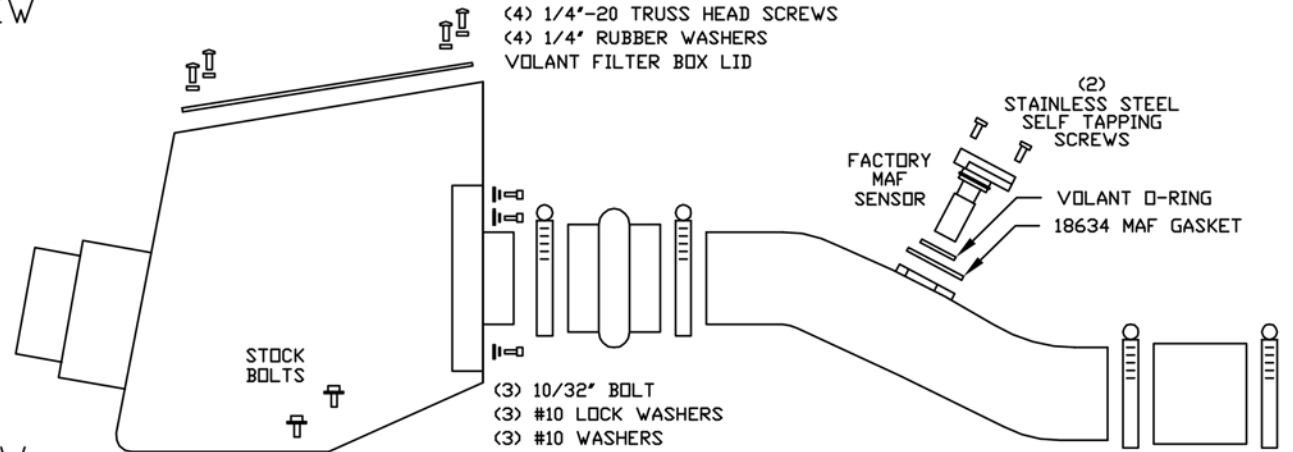 (4) 1/4"-20 TRUSS HEAD SCREWS
(4) 1/4" RUBBER WASHERS
VOLANT FILTER BOX LID
(2)
STAINLESS STEEL
SELF TAPPING
SCREWS
FACTORY
MAF
SENSOR
VOLANT O-RING
18634 MAF GASKET
STOCK
BOLTS
(3) 10/32" BOLT
(3) #10 LOCK WASHERS
(3) #10 WASHERS